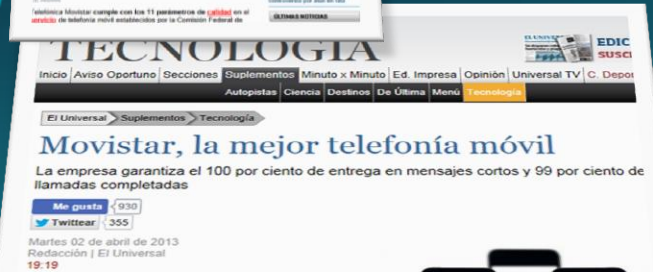 Telefónica Movistar cumple con los 11 parámetros de calidad en el
servicio de telefonía móvil establecidos por la Comisión Federal de
ÚLTIMAS NOTICIAS
TECNOLOGÍA
EDIC
SUSCI
Inicio Aviso Oportuno Secciones Suplementos Minuto x Minuto Ed. Impresa Opinión Universal TV C. Depor
Autopistas Ciencia Destinos De Última Menú Tecnología
El Universal Suplementos Tecnología
Movistar, la mejor telefonía móvil
La empresa garantiza el 100 por ciento de entrega en mensajes cortos y 99 por ciento de
llamadas completadas
Me gusta 930
Twittear 355
Martes 02 de abril de 2013
Redacción | El Universal
19:19